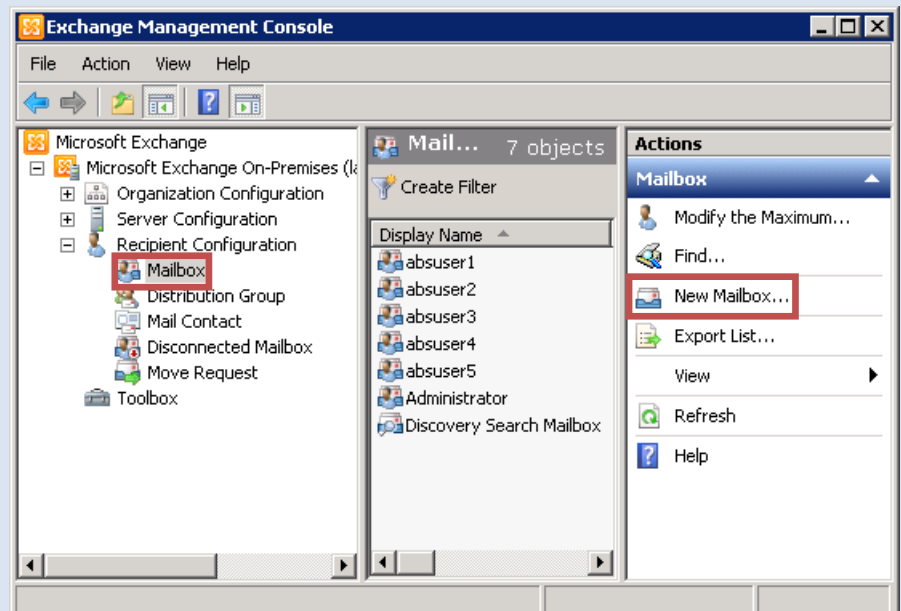 Exchange Management Console
File Action View Help
Microsoft Exchange
Microsoft Exchange On-Premises (la
Organization Configuration
Server Configuration
Recipient Configuration
Mailbox
Distribution Group
Mail Contact
Disconnected Mailbox
Move Request
Toolbox
Mail... 7 objects
Create Filter
Display Name
absuser1
absuser2
absuser3
absuser4
absuser5
Administrator
Discovery Search Mailbox
Actions
Mailbox
Modify the Maximum...
Find...
New Mailbox...
Export List...
View
Refresh
Help